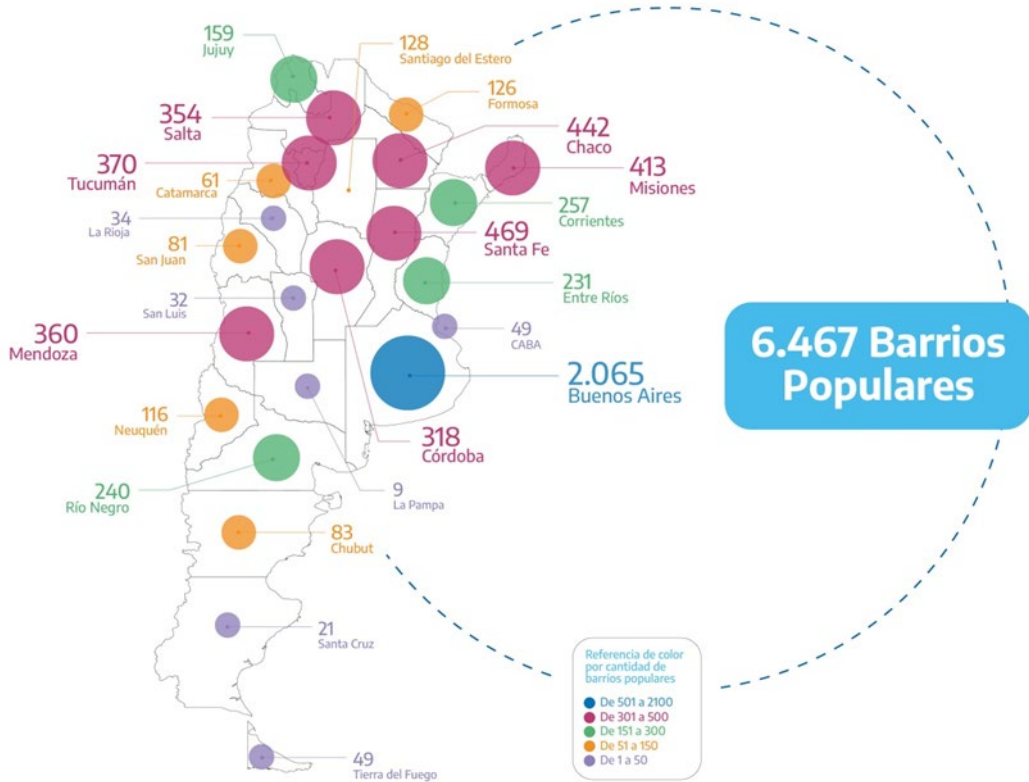 159
Jujuy
128
Santiago del Estero
126
Formosa
354
Salta
442
Chaco
370
Tucumán
413
Misiones
61
Catamarca
257
Corrientes
34
La Rioja
469
Santa Fe
81
San Juan
231
Entre Ríos
32
San Luis
49
CABA
360
Mendoza
6.467 Barrios
Populares
2.065
Buenos Aires
116
Neuquén
318
Córdoba
240
Río Negro
9
La Pampa
83
Chubut
21
Santa Cruz
49
Tierra del Fuego
Referencia de color
por cantidad de
barrios populares
De 501 a 2100
De 301 a 500
De 151 a 300
De 51 a 150
De 1 a 50